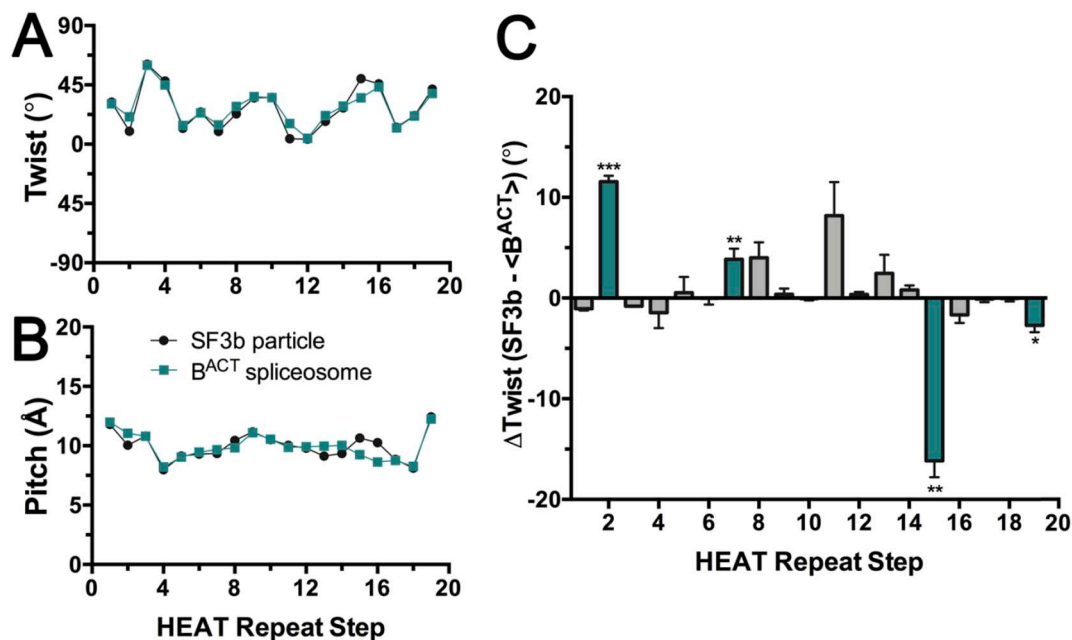 A
90
45
0
-45
-90
Twist (°)
0 4 8 12 16 20
B
20
15
10
5
0
Pitch (Å)
SF3b particle
B^ACT spliceosome
0 4 8 12 16 20
HEAT Repeat Step
C
20
10
0
-10
-20
ΔTwist (SF3b - <B^ACT>) (°)
***
**
**
*
2 4 6 8 10 12 14 16 18 20
HEAT Repeat Step